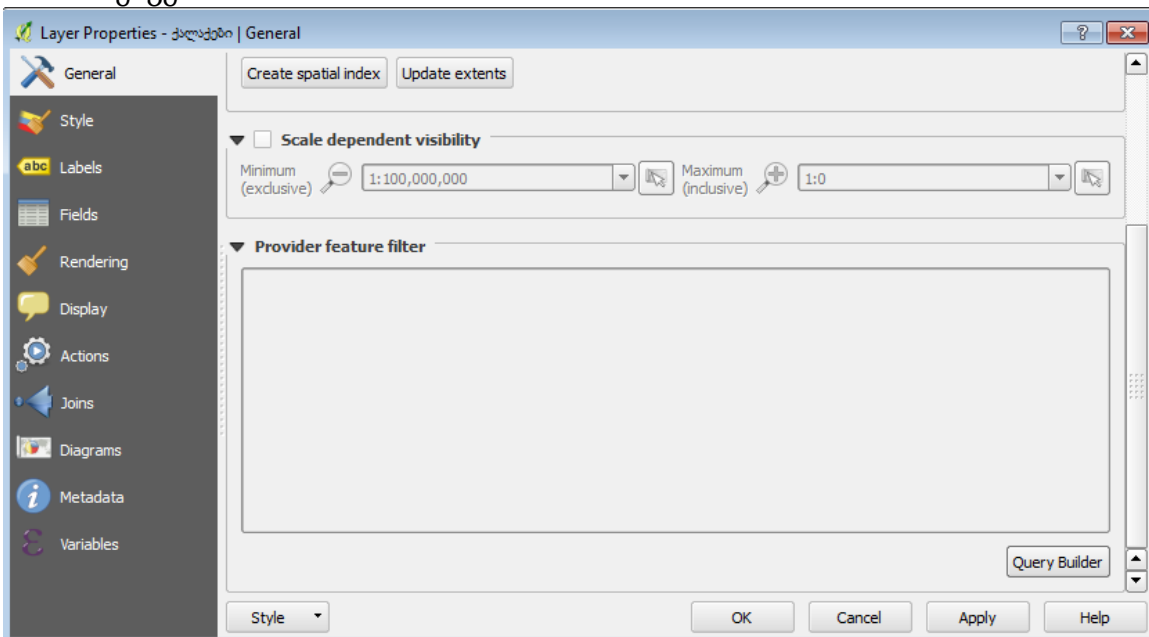 Layer Properties - ქალაქები | General
General
Create spatial index Update extents
Style
Scale dependent visibility
Labels
abc
Minimum (exclusive) 1:100,000,000 Maximum (inclusive) 1:0
Fields
Provider feature filter
Rendering
Display
Actions
Joins
Diagrams
Metadata
Variables
Query Builder
Style OK Cancel Apply Help